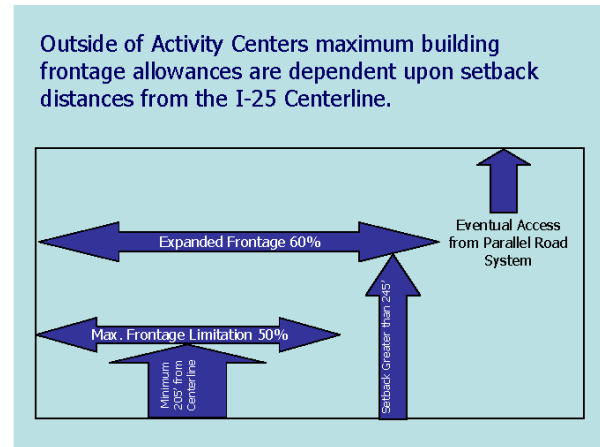 Outside of Activity Centers maximum building
frontage allowances are dependent upon setback
distances from the I-25 Centerline.
Eventual Access
from Parallel Road
System
Expanded Frontage 60%
Setback Greater than 245'
Max. Frontage Limitation 50%
Minimum
205' from
Centerline